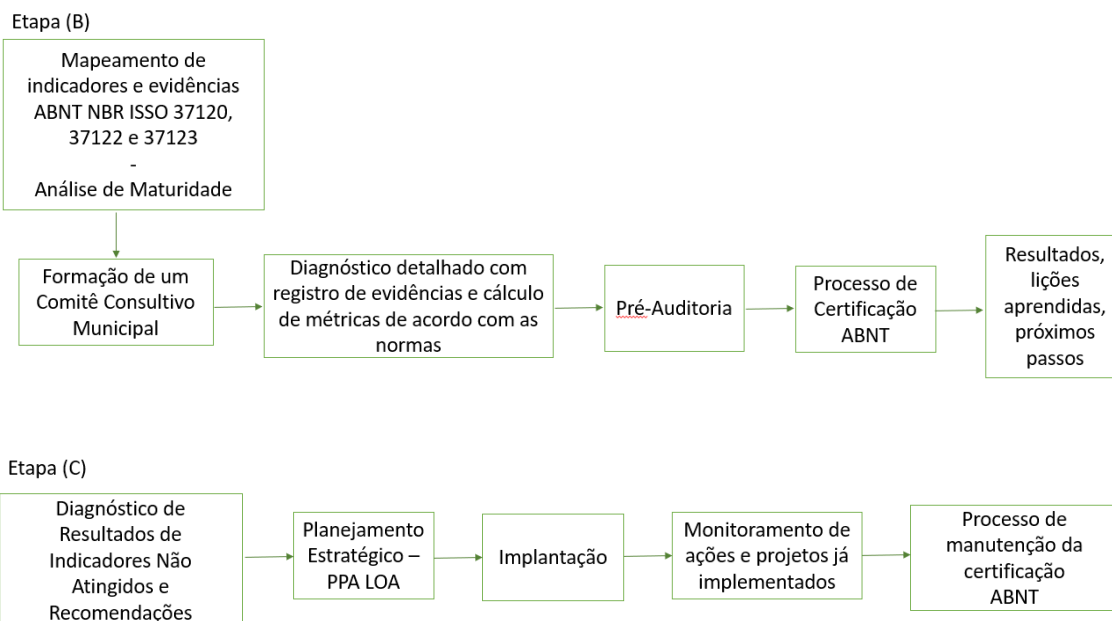 Etapa (B)
Mapeamento de
indicadores e evidências
ABNT NBR ISSO 37120,
37122 e 37123
-
Análise de Maturidade
Formação de um
Comitê Consultivo
Municipal
Diagnóstico detalhado com
registro de evidências e cálculo
de métricas de acordo com as
normas
Pré-Auditoria
Processo de
Certificação
ABNT
Resultados,
lições
aprendidas,
próximos
passos
Etapa (C)
Diagnóstico de
Resultados de
Indicadores Não
Atingidos e
Recomendações
Planejamento
Estratégico –
PPA LOA
Implantação
Monitoramento de
ações e projetos já
implementados
Processo de
manutenção da
certificação
ABNT